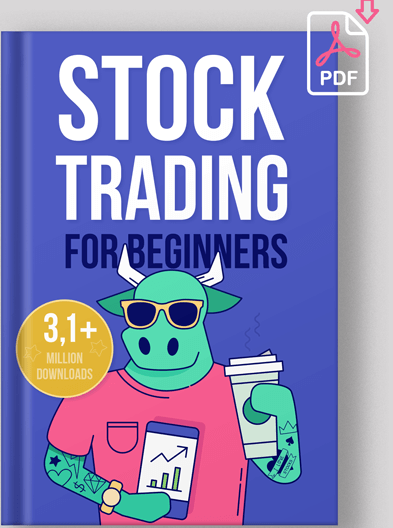 PDF
STOCK
TRADING
FOR BEGINNERS
3,1+
MILLION
DOWNLOADS